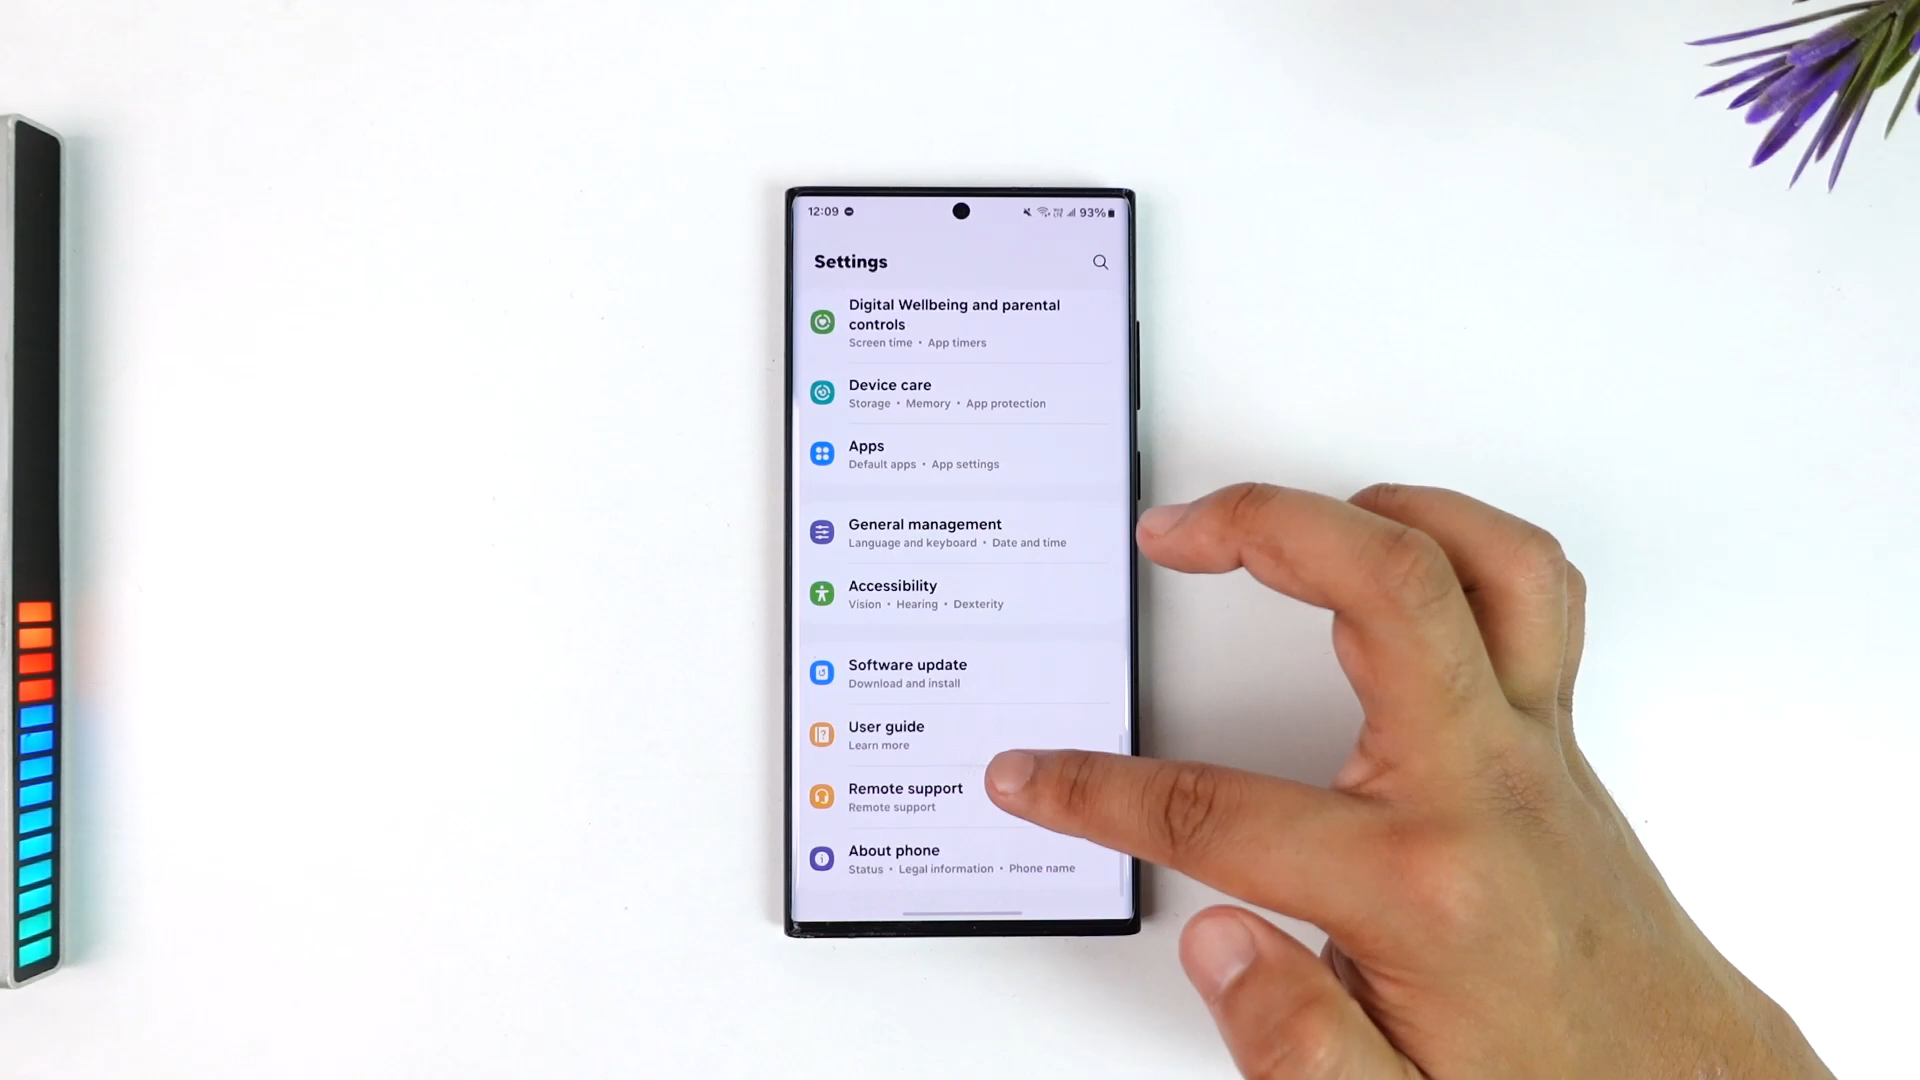 12:09
93%
Settings
Digital Wellbeing and parental
controls
Screen time • App timers
Device care
Storage • Memory • App protection
Apps
Default apps • App settings
General management
Language and keyboard • Date and time
Accessibility
Vision • Hearing • Dexterity
Software update
Download and install
User guide
Learn more
Remote support
Remote support
About phone
Status • Legal information • Phone name